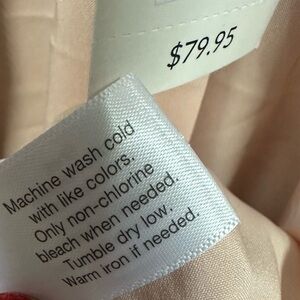 $79.95
Machine wash cold
with like colors.
Only non-chlorine
bleach when needed.
Tumble dry low.
Warm iron if needed.